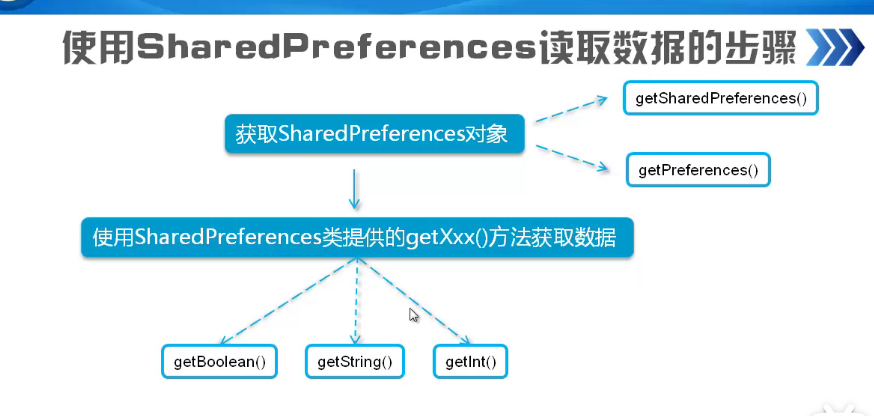 使用SharedPreferences读取数据的步骤
getSharedPreferences()
获取SharedPreferences对象
getPreferences()
使用SharedPreferences类提供的getXxx()方法获取数据
getBoolean()
getString()
getInt()